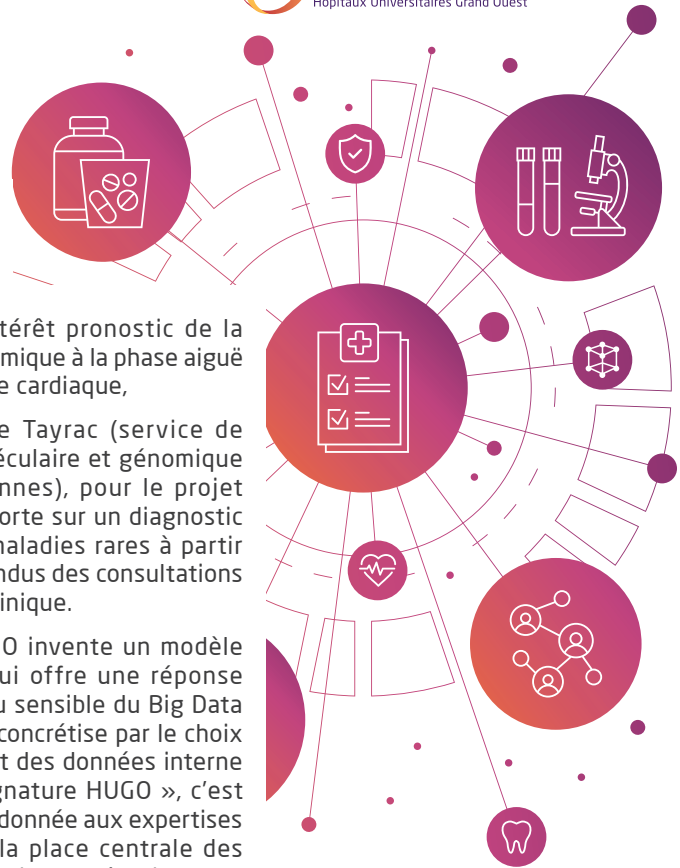 Hôpitaux Universitaires Grand Ouest
térêt pronostic de la
mique à la phase aiguë
e cardiaque,
e Tayrac (service de
éculaire et génomique
nnes), pour le projet
orte sur un diagnostic
naladies rares à partir
ndus des consultations
inique.
O invente un modèle
ui offre une réponse
u sensible du Big Data
concrétise par le choix
t des données interne
gnature HUGO », c'est
donnée aux expertises
la place centrale des